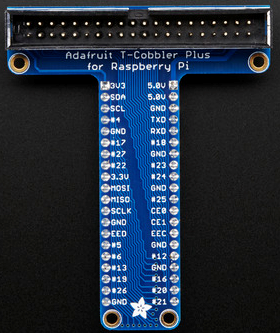 Adafruit T-Cobbler Plus
for Raspberry Pi
3V3 5.0V
SDA 5.0V
SCL GND
#4 TXD
GND RXD
#17 #18
#27 GND
#22 #23
3.3V #24
MOSI GND
MISO #25
SCLK CE0
GND CE1
EED EEC
#5 GND
#6 #12
#13 GND
#19 #16
#26 #20
GND #21